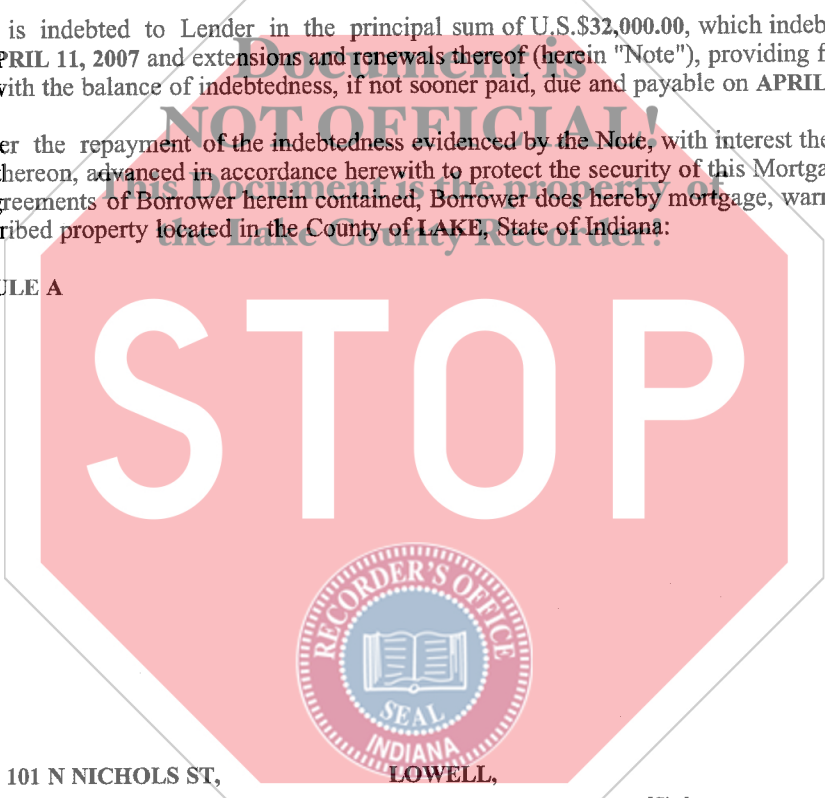 is indebted to Lender in the principal sum of U.S.$32,000.00, which indeb
PRIL 11, 2007 and extensions and renewals thereof (herein "Note"), providing f
Document is
with the balance of indebtedness, if not sooner paid, due and payable on APRIL
NOT OFFICIAL!
er the repayment of the indebtedness evidenced by the Note, with interest the
thereon, advanced in accordance herewith to protect the security of this Mortga
This Document is the property of
greements of Borrower herein contained, Borrower does hereby mortgage, warr
ribed property located in the County of LAKE, State of Indiana:
the Lake County Recorder!
ULE A
STOP
RECORDER'S OFFICE
SEAL
INDIANA
101 N NICHOLS ST, LOWELL,